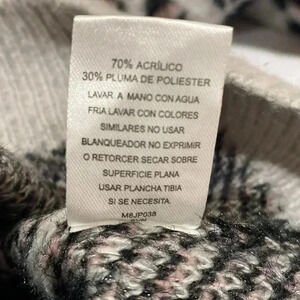 70% ACRÍLICO
30% PLUMA DE POLIESTER
LAVAR A MANO CON AGUA
FRIA LAVAR CON COLORES
SIMILARES NO USAR
BLANQUEADOR NO EXPRIMIR
O RETORCER SECAR SOBRE
SUPERFICIE PLANA
USAR PLANCHA TIBIA
SI SE NECESITA.
M8JP038